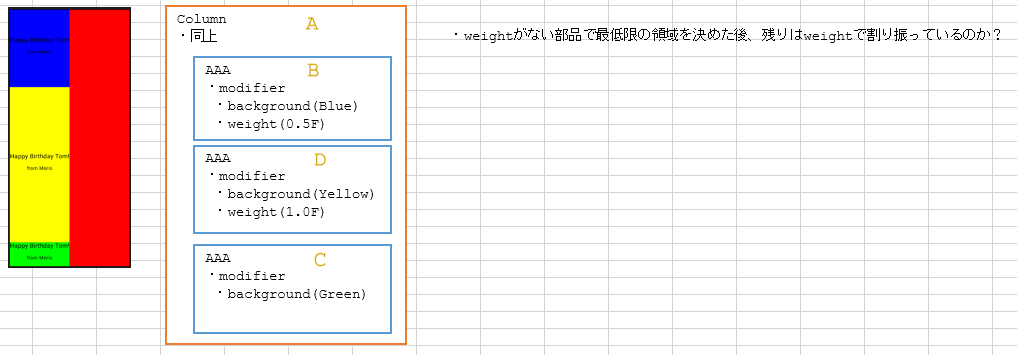 Happy Birthday Tom!
from Moris
Happy Birthday Tom!
from Moris
Happy Birthday Tom!
from Moris
Column
A
・同上
AAA
B
・modifier
・background(Blue)
・weight(0.5F)
AAA
D
・modifier
・background(Yellow)
・weight(1.0F)
AAA
C
・modifier
・background(Green)
・weightがない部品で最低限の領域を決めた後、残りはweightで割り振っているのか？